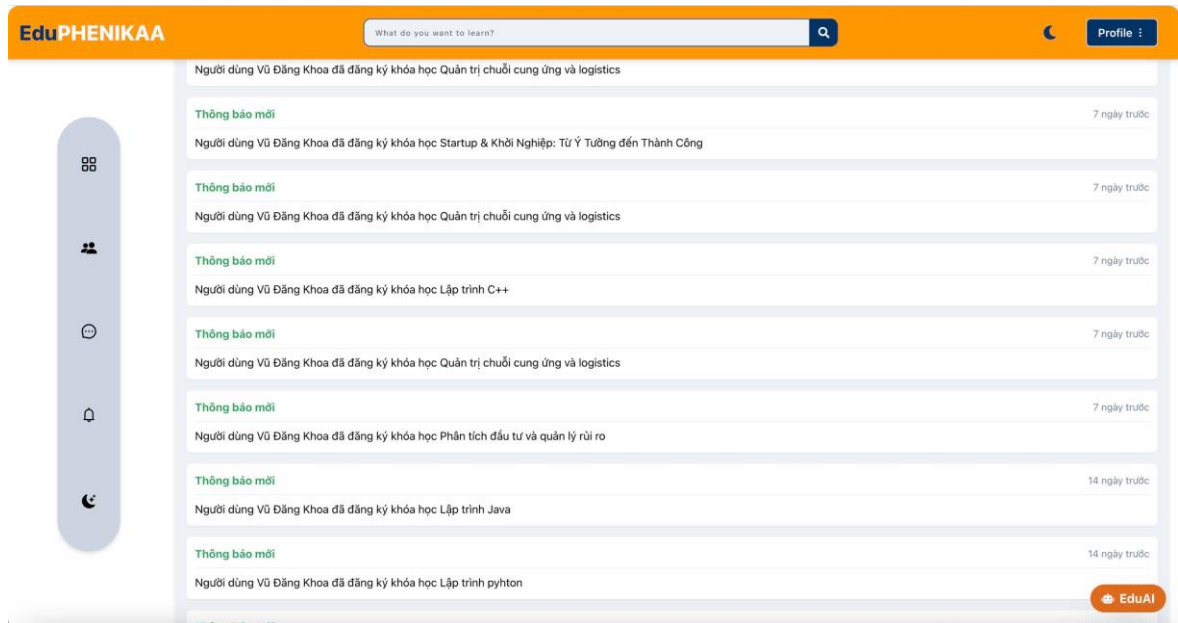 EduPHENIKAA
What do you want to learn?
Profile
Người dùng Vũ Đăng Khoa đã đăng ký khóa học Quản trị chuỗi cung ứng và logistics
Thông báo mới 7 ngày trước
Người dùng Vũ Đăng Khoa đã đăng ký khóa học Startup & Khởi Nghiệp: Từ Ý Tưởng đến Thành Công
Thông báo mới 7 ngày trước
Người dùng Vũ Đăng Khoa đã đăng ký khóa học Quản trị chuỗi cung ứng và logistics
Thông báo mới 7 ngày trước
Người dùng Vũ Đăng Khoa đã đăng ký khóa học Lập trình C++
Thông báo mới 7 ngày trước
Người dùng Vũ Đăng Khoa đã đăng ký khóa học Quản trị chuỗi cung ứng và logistics
Thông báo mới 7 ngày trước
Người dùng Vũ Đăng Khoa đã đăng ký khóa học Phân tích đầu tư và quản lý rủi ro
Thông báo mới 14 ngày trước
Người dùng Vũ Đăng Khoa đã đăng ký khóa học Lập trình Java
Thông báo mới 14 ngày trước
Người dùng Vũ Đăng Khoa đã đăng ký khóa học Lập trình pyhton
EduAI